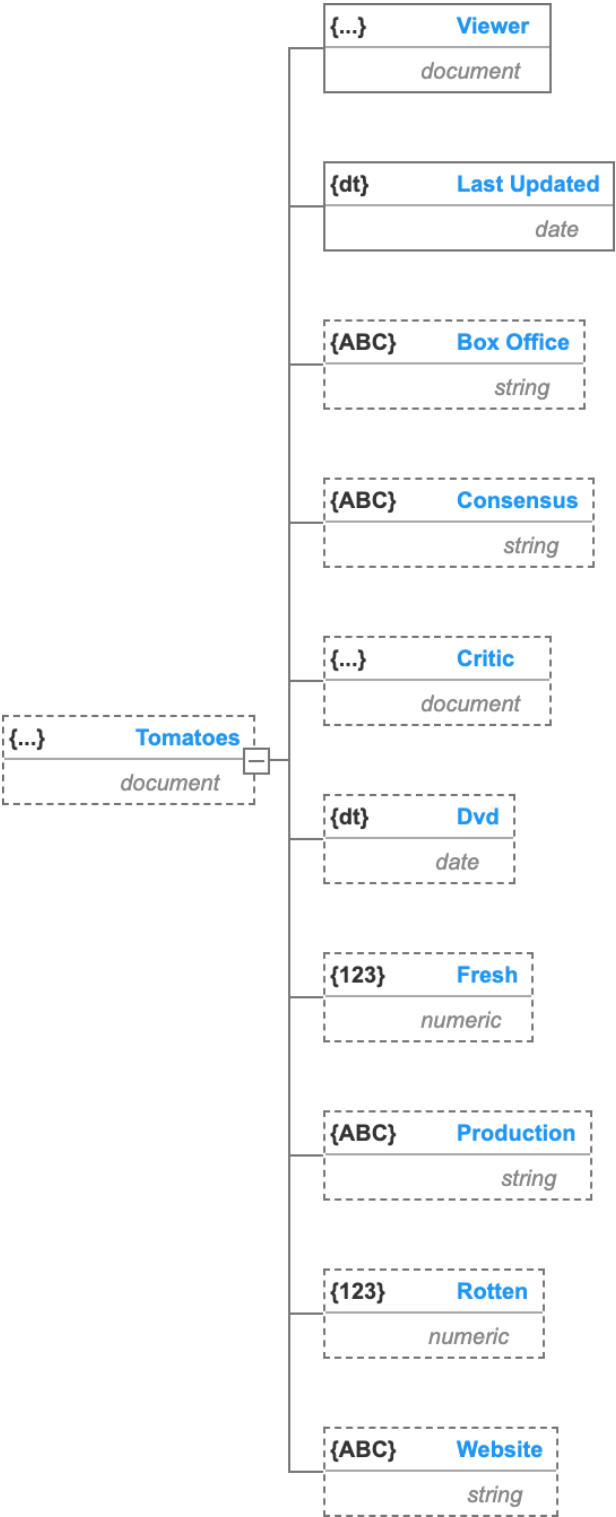 {...} Viewer
document
{dt} Last Updated
date
{ABC} Box Office
string
{ABC} Consensus
string
{...} Critic
document
{...} Tomatoes
document
{dt} Dvd
date
{123} Fresh
numeric
{ABC} Production
string
{123} Rotten
numeric
{ABC} Website
string